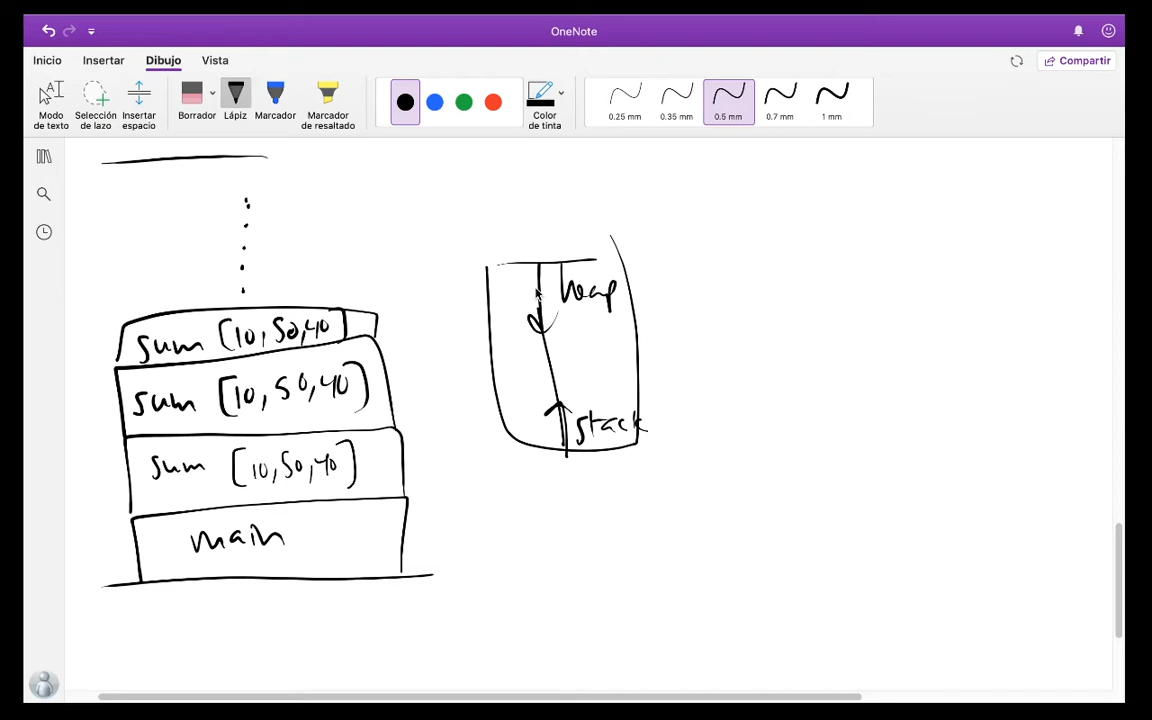 OneNote
Inicio Insertar Dibujo Vista
Compartir
Modo de texto
Selección de lazo
Insertar espacio
Borrador
Lápiz
Marcador
Marcador de resaltado
Color de tinta
0.25 mm
0.35 mm
0.5 mm
0.7 mm
1 mm
sum [10, 50, 40
sum [10, 50, 40]
sum [10, 50, 40]
main
heap
stack